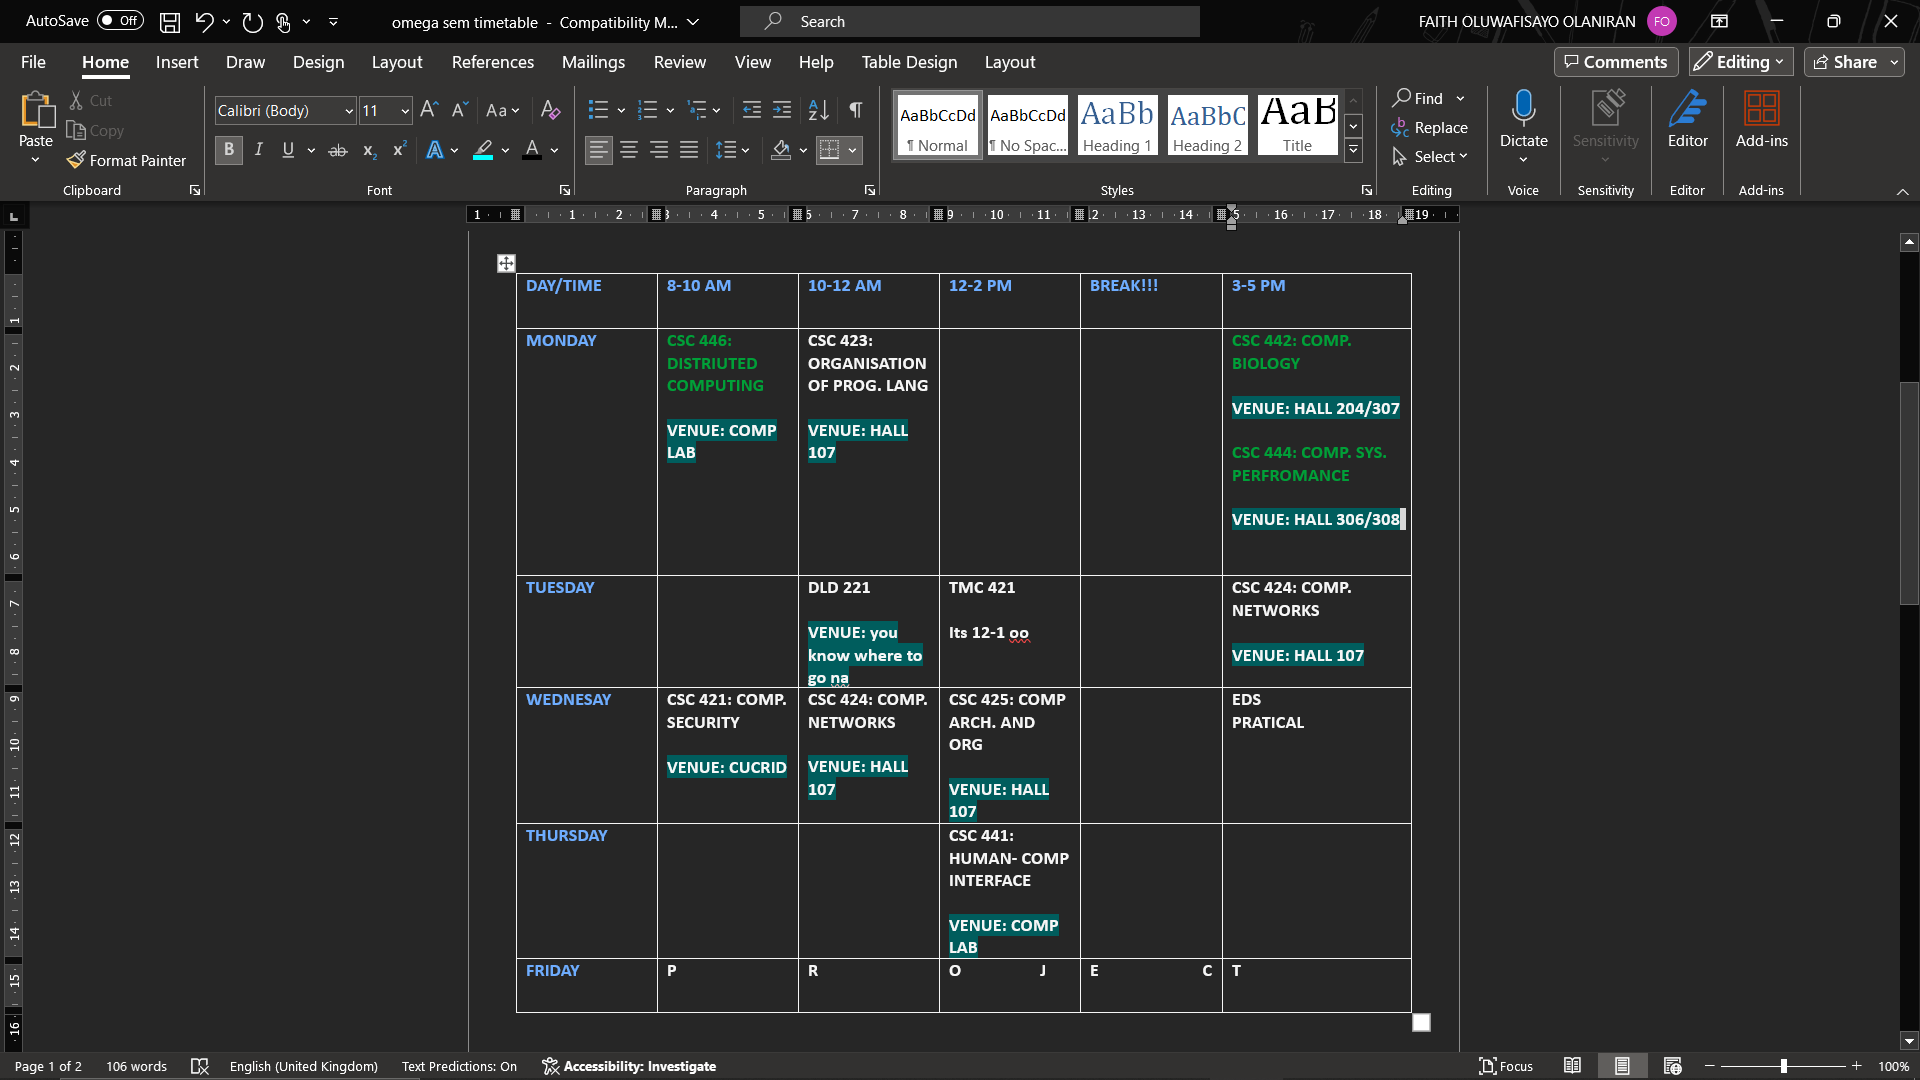 AutoSave Off omega sem timetable - Compatibility M... Search FAITH OLUWAFISAYO OLANIRAN FO
File Home Insert Draw Design Layout References Mailings Review View Help Table Design Layout Comments Editing Share
Paste Cut Copy Format Painter
Clipboard
Calibri (Body) 11 A A Aa A
B I U ab x₂ x² A A
Font
Paragraph
AaBbCcDd AaBbCcDd AaBb AaBbC AaB
¶ Normal ¶ No Spac... Heading 1 Heading 2 Title
Styles
Find
Replace
Select
Editing
Dictate
Voice
Sensitivity
Sensitivity
Editor
Editor
Add-ins
Add-ins
DAY/TIME 8-10 AM 10-12 AM 12-2 PM BREAK!!! 3-5 PM
MONDAY
CSC 446:
DISTRIUTED
COMPUTING
VENUE: COMP
LAB
CSC 423:
ORGANISATION
OF PROG. LANG
VENUE: HALL
107
CSC 442: COMP.
BIOLOGY
VENUE: HALL 204/307
CSC 444: COMP. SYS.
PERFROMANCE
VENUE: HALL 306/308
TUESDAY
DLD 221
VENUE: you
know where to
go na
TMC 421
Its 12-1 oo
CSC 424: COMP.
NETWORKS
VENUE: HALL 107
WEDNESAY
CSC 421: COMP.
SECURITY
VENUE: CUCRID
CSC 424: COMP.
NETWORKS
VENUE: HALL
107
CSC 425: COMP
ARCH. AND
ORG
VENUE: HALL
107
EDS
PRATICAL
THURSDAY
CSC 441:
HUMAN- COMP
INTERFACE
VENUE: COMP
LAB
FRIDAY P R O J E C T
Page 1 of 2 106 words English (United Kingdom) Text Predictions: On Accessibility: Investigate Focus 100%